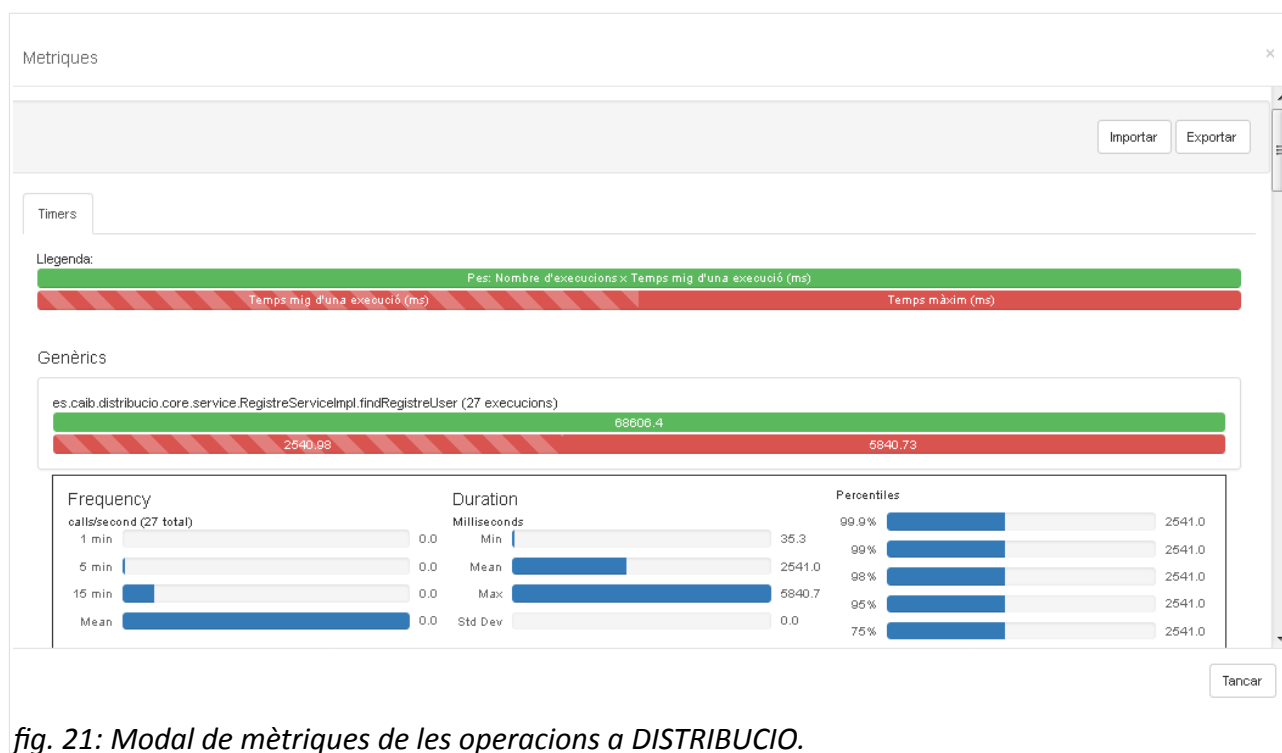 Metriques
×
Importar Exportar
Timers
Llegenda:
Pes: Nombre d'execucions x Temps mig d'una execució (ms)
Temps mig d'una execució (ms) Temps màxim (ms)
Genèrics
es.caib.distribucio.core.service.RegistreServiceImpl.findRegistreUser (27 execucions)
68606.4
2540.98 5840.73
Frequency
calls/second (27 total)
1 min 0.0
5 min 0.0
15 min 0.0
Mean 0.0
Duration
Milliseconds
Min 35.3
Mean 2541.0
Max 5840.7
Std Dev 0.0
Percentiles
99.9% 2541.0
99% 2541.0
98% 2541.0
95% 2541.0
75% 2541.0
Tancar
fig. 21: Modal de mètriques de les operacions a DISTRIBUCIO.